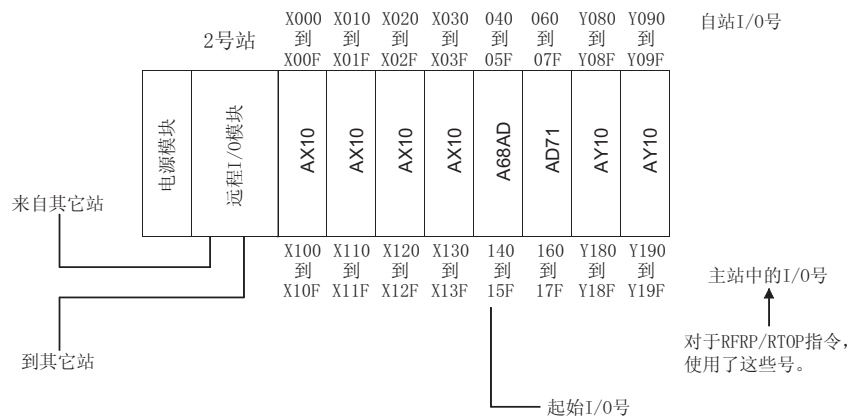 X000 X010 X020 X030 040 060 Y080 Y090 自站I/O号
到 到 到 到 到 到 到 到
2号站
X00F X01F X02F X03F 05F 07F Y08F Y09F
电源模块
远程I/O模块
AX10
AX10
AX10
AX10
A68AD
AD71
AY10
AY10
来自其它站
X100 X110 X120 X130 140 160 Y180 Y190
到 到 到 到 到 到 到 到
X10F X11F X12F X13F 15F 17F Y18F Y19F
主站中的I/O号
对于RFRP/RTOP指令，
使用了这些号。
到其它站
起始I/O号